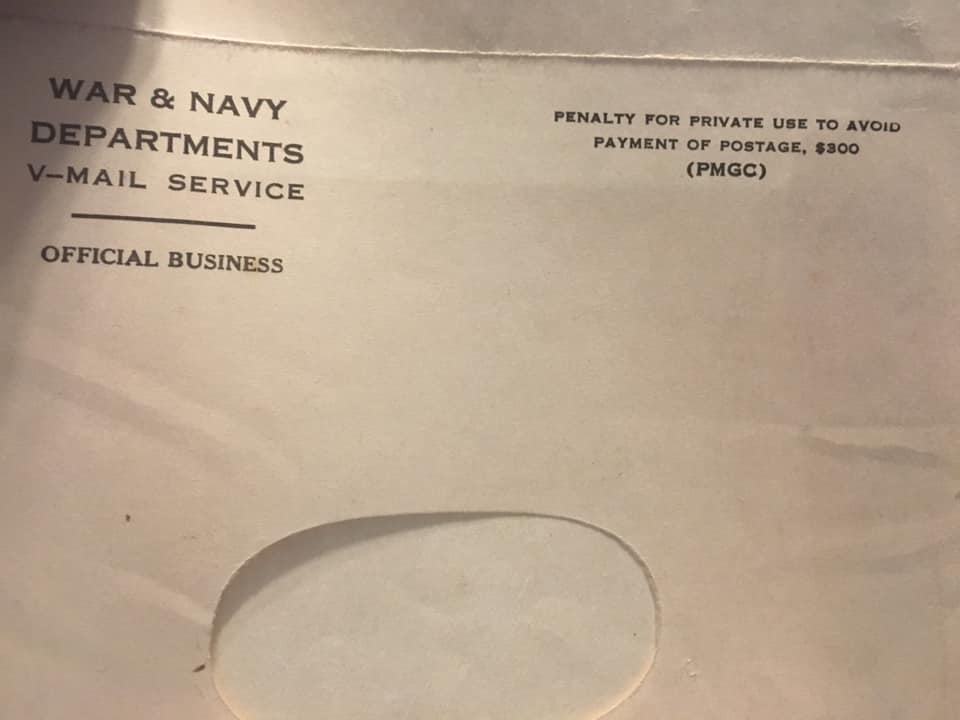 WAR & NAVY
DEPARTMENTS
V–MAIL SERVICE
OFFICIAL BUSINESS
PENALTY FOR PRIVATE USE TO AVOID
PAYMENT OF POSTAGE, $300
(PMGC)